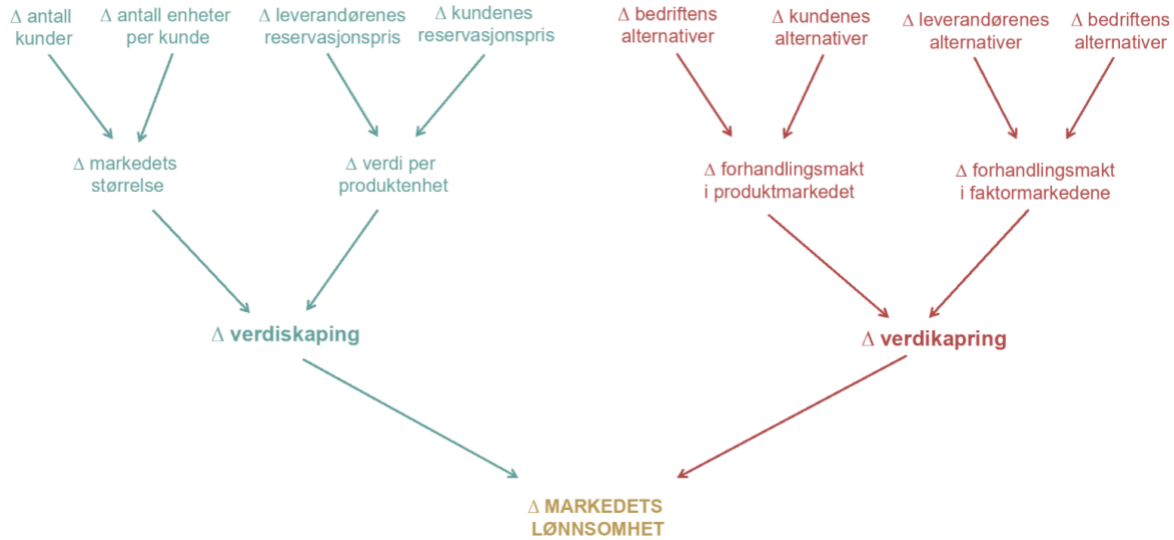 Δ antall
kunder
Δ antall enheter
per kunde
Δ leverandørenes
reservasjonspris
Δ kundenes
reservasjonspris
Δ bedriftens
alternativer
Δ kundenes
alternativer
Δ leverandørenes
alternativer
Δ bedriftens
alternativer
Δ markedets
størrelse
Δ verdi per
produktenhet
Δ forhandlingsmakt
i produktmarkedet
Δ forhandlingsmakt
i faktormarkedene
Δ verdiskaping
Δ verdikapring
Δ MARKEDETS
LØNNSOMHET